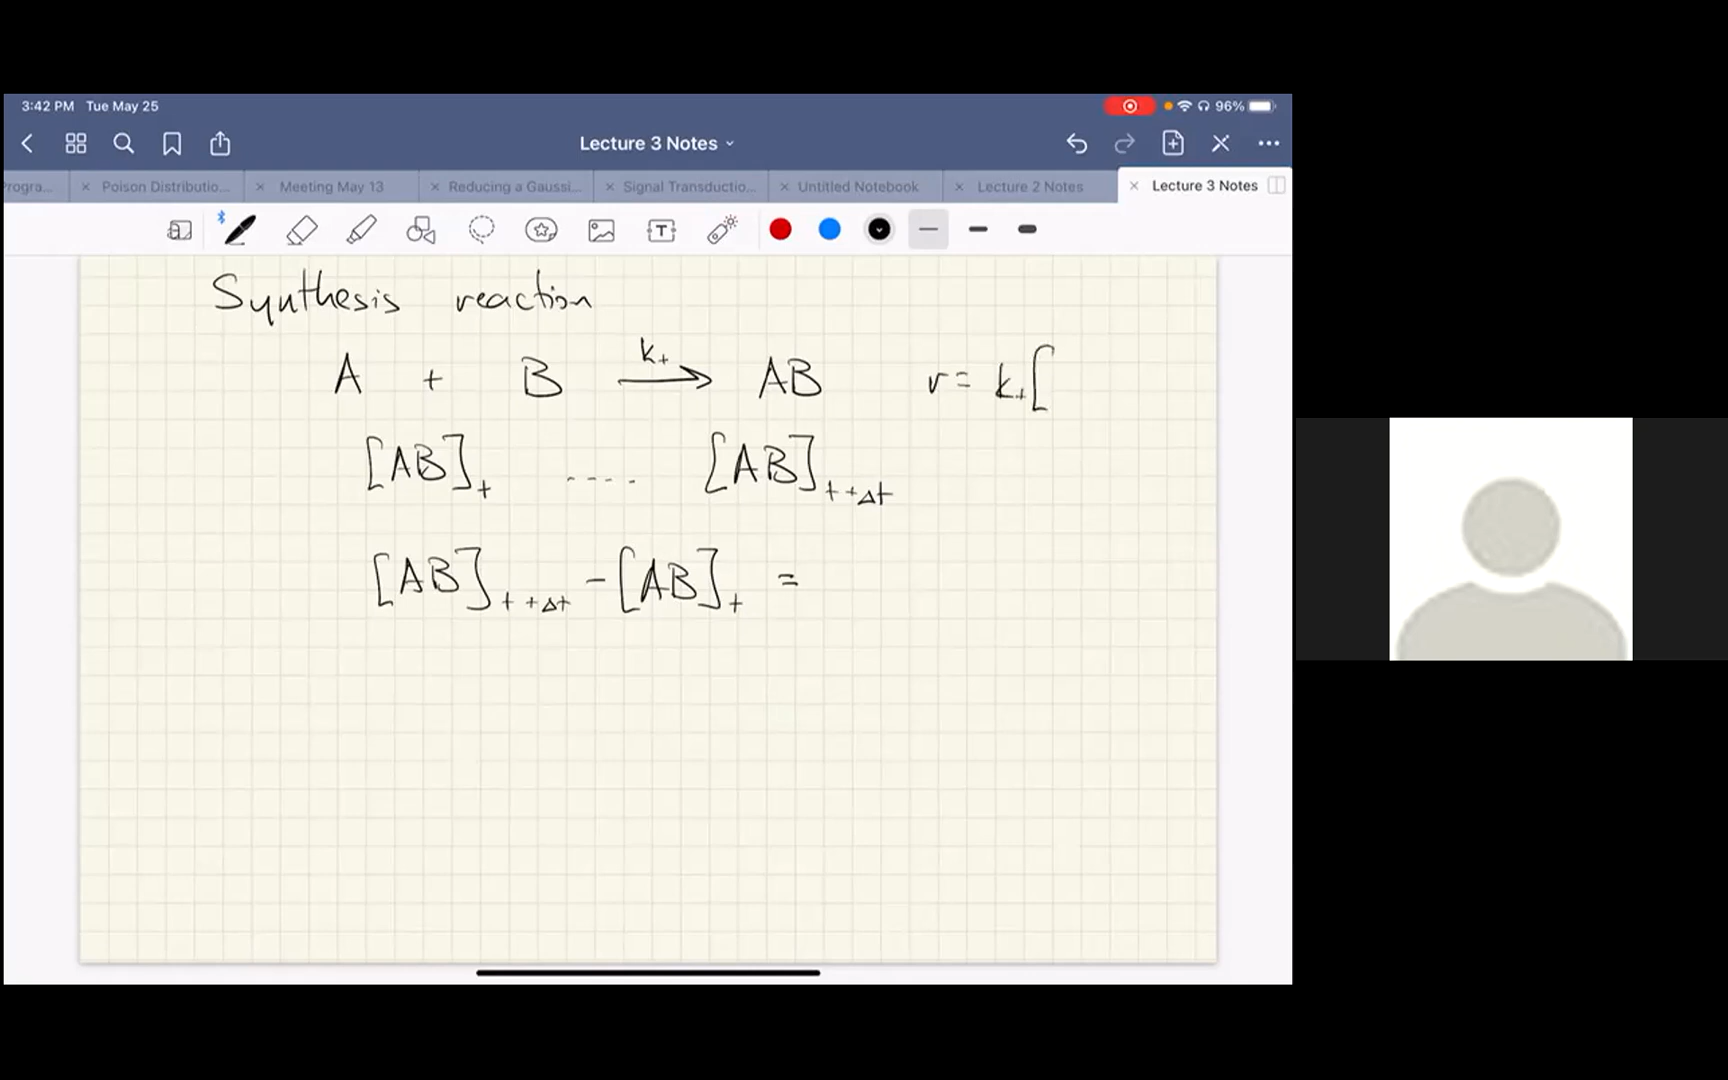 3:42 PM Tue May 25 96%
Lecture 3 Notes
Progra... Poison Distributio... Meeting May 13 Reducing a Gaussi... Signal Transductio... Untitled Notebook Lecture 2 Notes Lecture 3 Notes
Synthesis reaction
A + B k₊ → AB r = k₊[
[AB]ₜ .... [AB]ₜ₊Δₜ
[AB]ₜ₊Δₜ - [AB]ₜ =